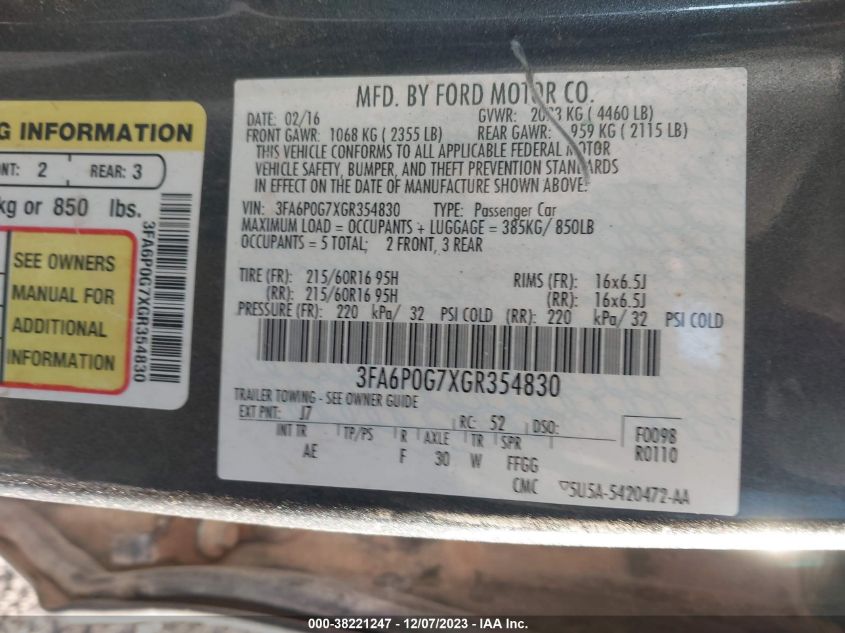 G INFORMATION
NT: 2 REAR: 3
kg or 850 lbs.
SEE OWNERS
MANUAL FOR
ADDITIONAL
INFORMATION
3FA6P0G7XGR354830
MFD. BY FORD MOTOR CO.
DATE: 02/16 GVWR: KG ( 4460 LB)
FRONT GAWR: 1068 KG ( 2355 LB) REAR GAWR: 959 KG ( 2115 LB)
THIS VEHICLE CONFORMS TO ALL APPLICABLE FEDERAL MOTOR
VEHICLE SAFETY, BUMPER, AND THEFT PREVENTION STANDARDS
IN EFFECT ON THE DATE OF MANUFACTURE SHOWN ABOVE.
VIN: 3FA6P0G7XGR354830 TYPE: Passenger Car
MAXIMUM LOAD = OCCUPANTS + LUGGAGE = 385KG/ 850LB
OCCUPANTS = 5 TOTAL; 2 FRONT, 3 REAR
TIRE (FR): 215/60R16 95H RIMS (FR): 16x6.5J
(RR): 215/60R16 95H (RR): 16x6.5J
PRESSURE (FR): 220 kPa/ 32 PSI COLD (RR): 220 kPa/ 32 PSI COLD
3FA6P0G7XGR354830
TRAILER TOWING - SEE OWNER GUIDE
EXT PNT: J7 RC: 52 DSO: F0098
INT TR TP/PS R AXLE TR SPR R0110
AE F 30 W FFGG
CMC 5U5A-5420472-AA
000-38221247 - 12/07/2023 - IAA Inc.